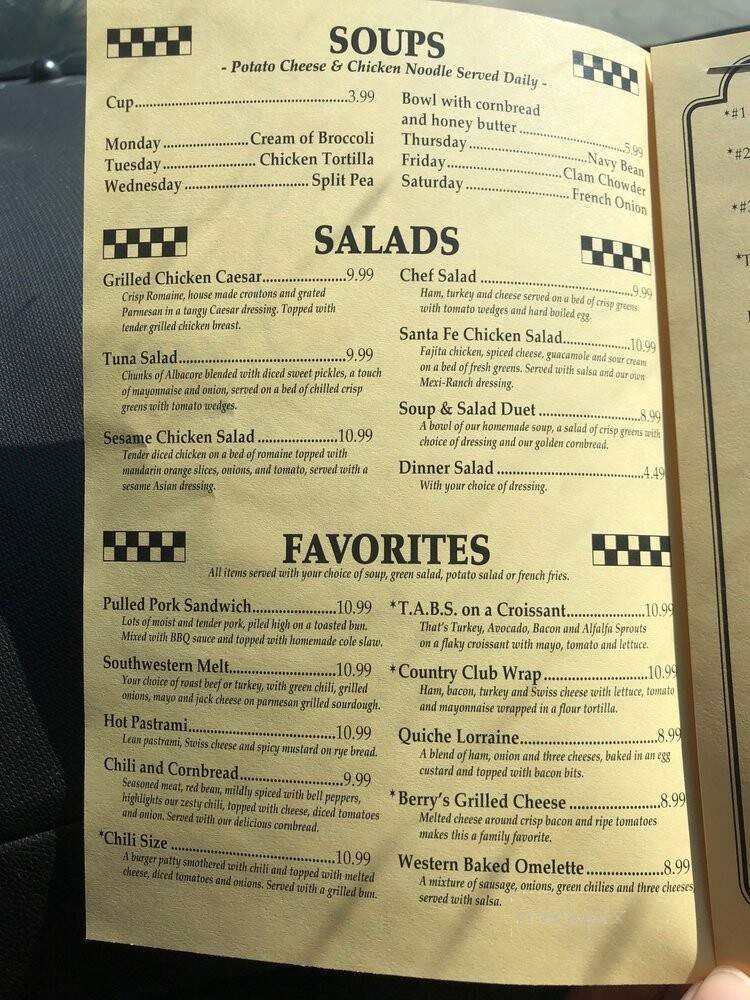 SOUPS
- Potato Cheese & Chicken Noodle Served Daily -
Cup..............................3.99
Monday....................Cream of Broccoli
Tuesday....................Chicken Tortilla
Wednesday....................Split Pea
Bowl with cornbread
and honey butter....................5.99
Thursday....................Navy Bean
Friday....................Clam Chowder
Saturday....................French Onion
SALADS
Grilled Chicken Caesar....................9.99
Crisp Romaine, house made croutons and grated
Parmesan in a tangy Caesar dressing. Topped with
tender grilled chicken breast.
Tuna Salad....................9.99
Chunks of Albacore blended with diced sweet pickles, a touch
of mayonnaise and onion, served on a bed of chilled crisp
greens with tomato wedges.
Sesame Chicken Salad....................10.99
Tender diced chicken on a bed of romaine topped with
mandarin orange slices, onions, and tomato, served with a
sesame Asian dressing.
Chef Salad....................9.99
Ham, turkey and cheese served on a bed of crisp greens
with tomato wedges and hard boiled egg.
Santa Fe Chicken Salad....................10.99
Fajita chicken, spiced cheese, guacamole and sour cream
on a bed of fresh greens. Served with salsa and our own
Mexi-Ranch dressing.
Soup & Salad Duet....................8.99
A bowl of our homemade soup, a salad of crisp greens with
choice of dressing and our golden cornbread.
Dinner Salad....................4.49
With your choice of dressing.
FAVORITES
All items served with your choice of soup, green salad, potato salad or french fries.
Pulled Pork Sandwich....................10.99
Lots of moist and tender pork, piled high on a toasted bun.
Mixed with BBQ sauce and topped with homemade cole slaw.
Southwestern Melt....................10.99
Your choice of roast beef or turkey, with green chili, grilled
onions, mayo and jack cheese on parmesan grilled sourdough.
Hot Pastrami....................10.99
Lean pastrami, Swiss cheese and spicy mustard on rye bread.
Chili and Cornbread....................9.99
Seasoned meat, red bean, mildly spiced with bell peppers,
highlights our zesty chili, topped with cheese, diced tomatoes
and onion. Served with our delicious cornbread.
*Chili Size....................10.99
A burger patty smothered with chili and topped with melted
cheese, diced tomatoes and onions. Served with a grilled bun.
*T.A.B.S. on a Croissant....................10.99
That's Turkey, Avocado, Bacon and Alfalfa Sprouts
on a flaky croissant with mayo, tomato and lettuce.
*Country Club Wrap....................10.99
Ham, bacon, turkey and Swiss cheese with lettuce, tomato
and mayonnaise wrapped in a flour tortilla.
Quiche Lorraine....................8.99
A blend of ham, onion and three cheeses, baked in an egg
custard and topped with bacon bits.
*Berry's Grilled Cheese....................8.99
Melted cheese around crisp bacon and ripe tomatoes
makes this a family favorite.
Western Baked Omelette....................8.99
A mixture of sausage, onions, green chilies and three cheeses
served with salsa.
*#1
*#2